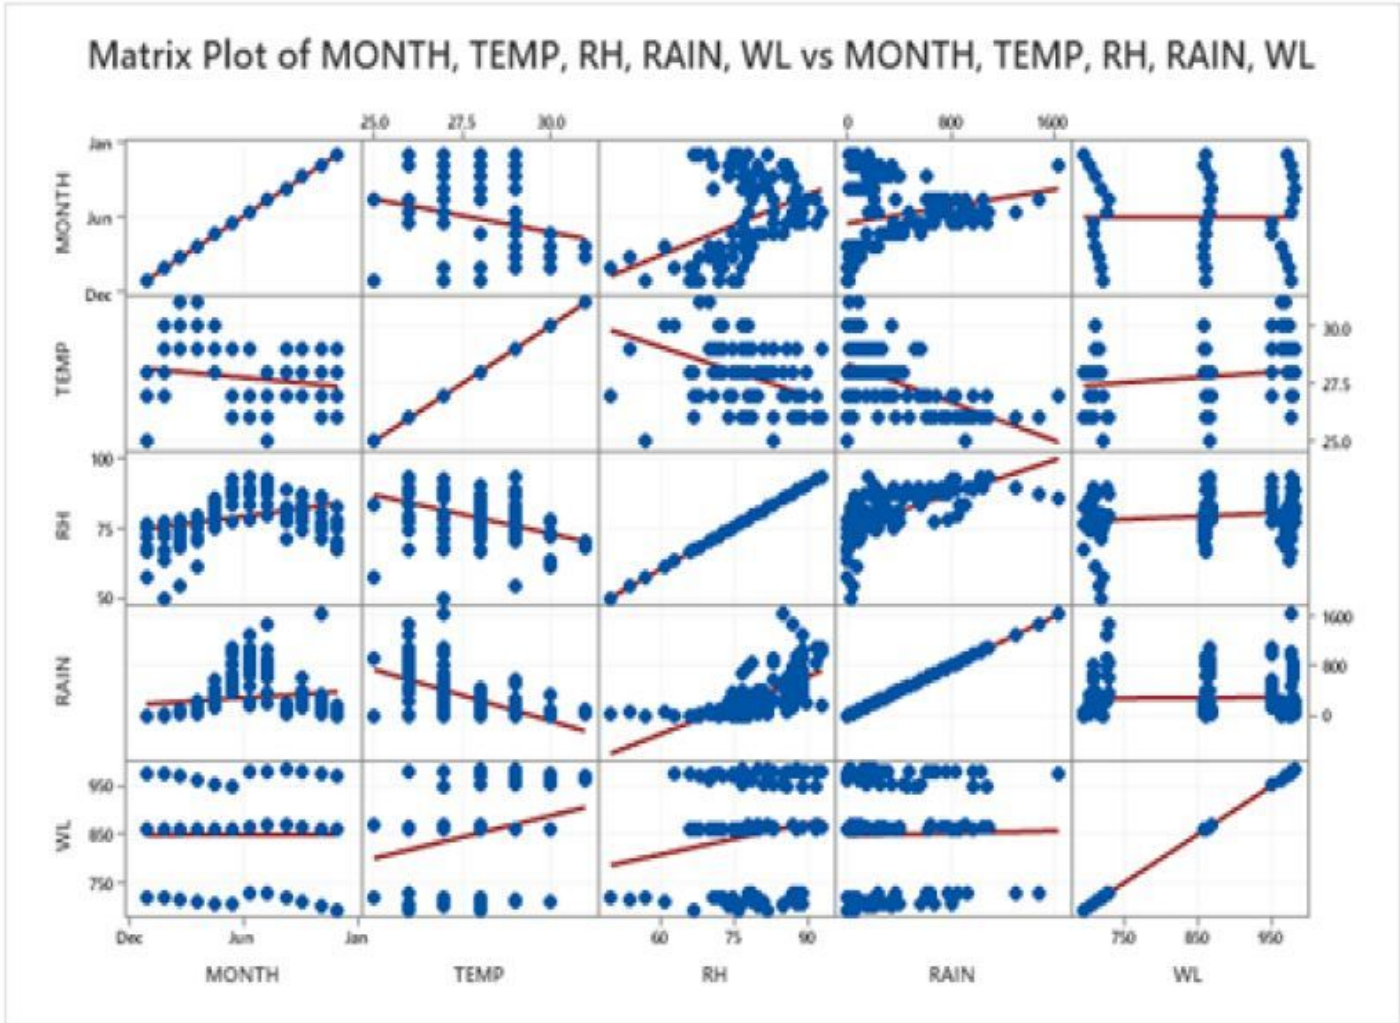 Matrix Plot of MONTH, TEMP, RH, RAIN, WL vs MONTH, TEMP, RH, RAIN, WL
25.0 27.5 30.0 0 800 1600
Jan
MONTH
Jun
Dec
TEMP
30.0
27.5
25.0
100
RH
75
50
RAIN
1600
800
0
950
WL
850
750
Dec Jun Jan 60 75 90 750 850 950
MONTH TEMP RH RAIN WL